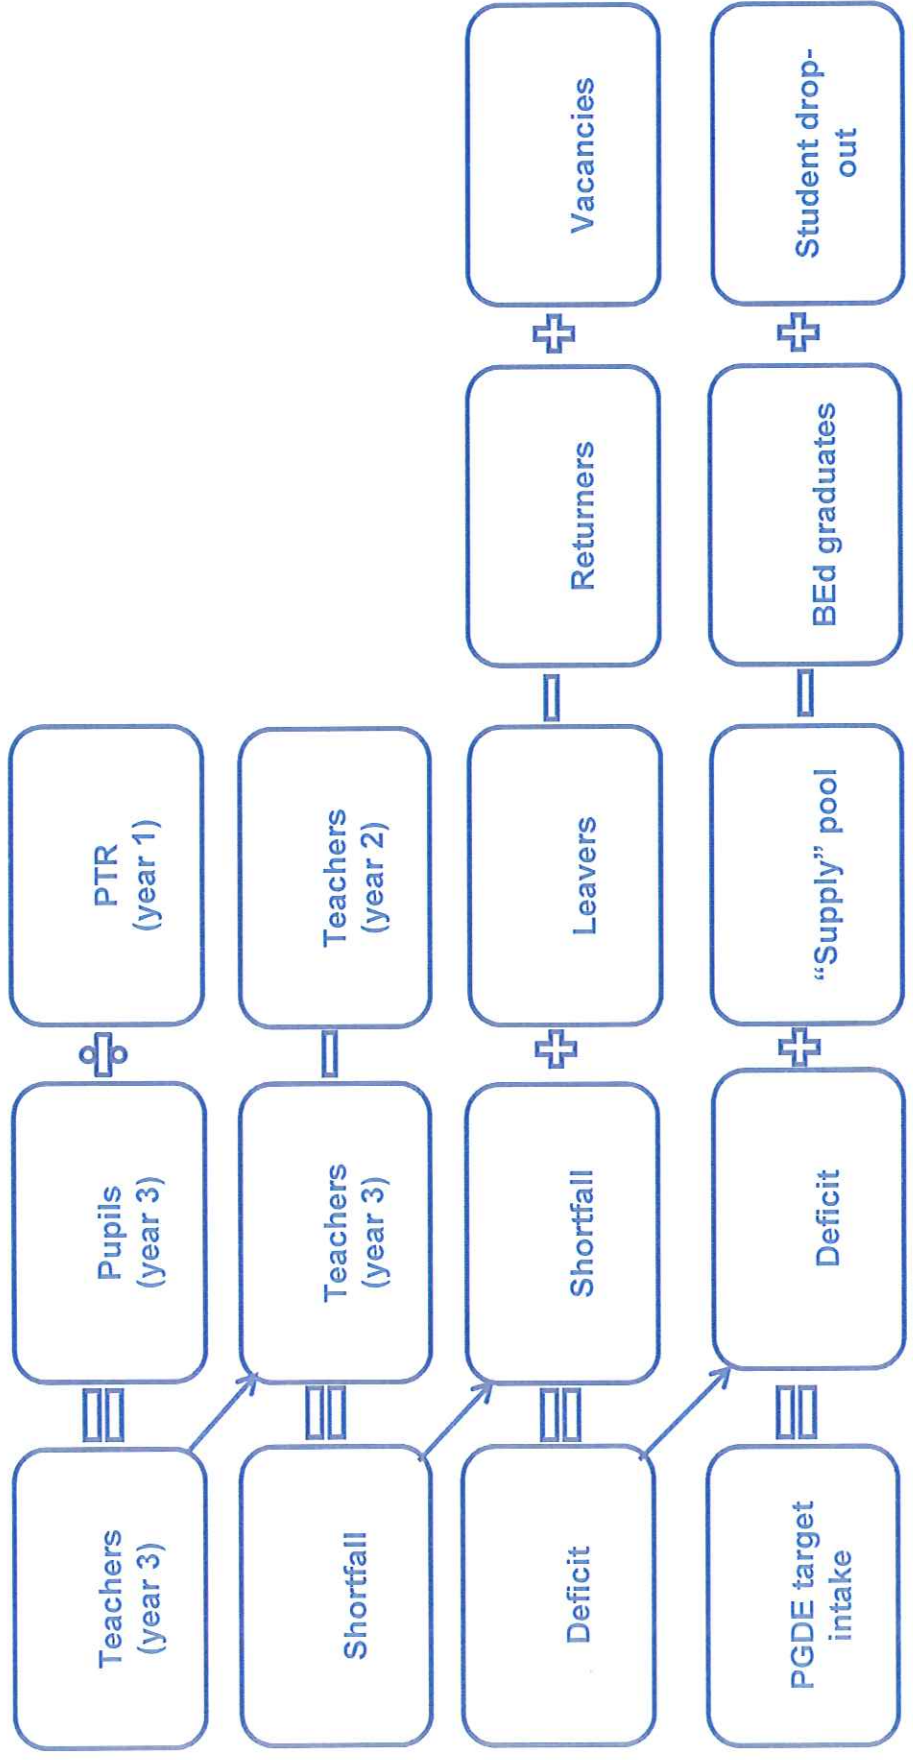 Teachers
(year 3)
=
Pupils
(year 3)
÷
PTR
(year 1)
Shortfall
=
Teachers
(year 3)
−
Teachers
(year 2)
Deficit
=
Shortfall
+
Leavers
−
Returners
+
Vacancies
PGDE target
intake
=
Deficit
+
“Supply” pool
−
BEd graduates
+
Student drop-
out